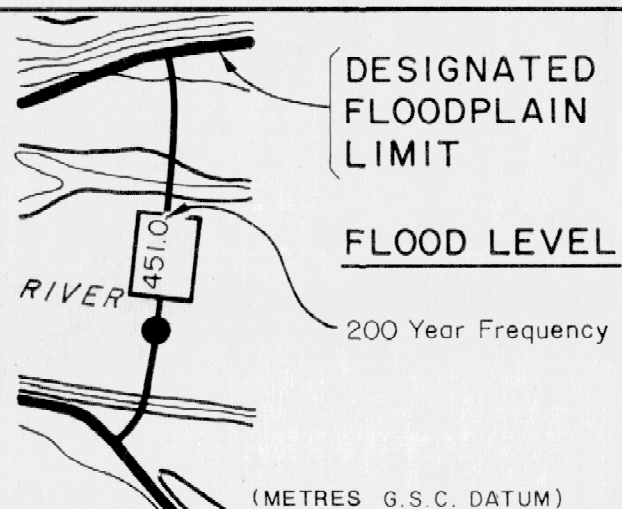 DESIGNATED
FLOODPLAIN
LIMIT
451.0
FLOOD LEVEL
RIVER
200 Year Frequency
(METRES G.S.C. DATUM)